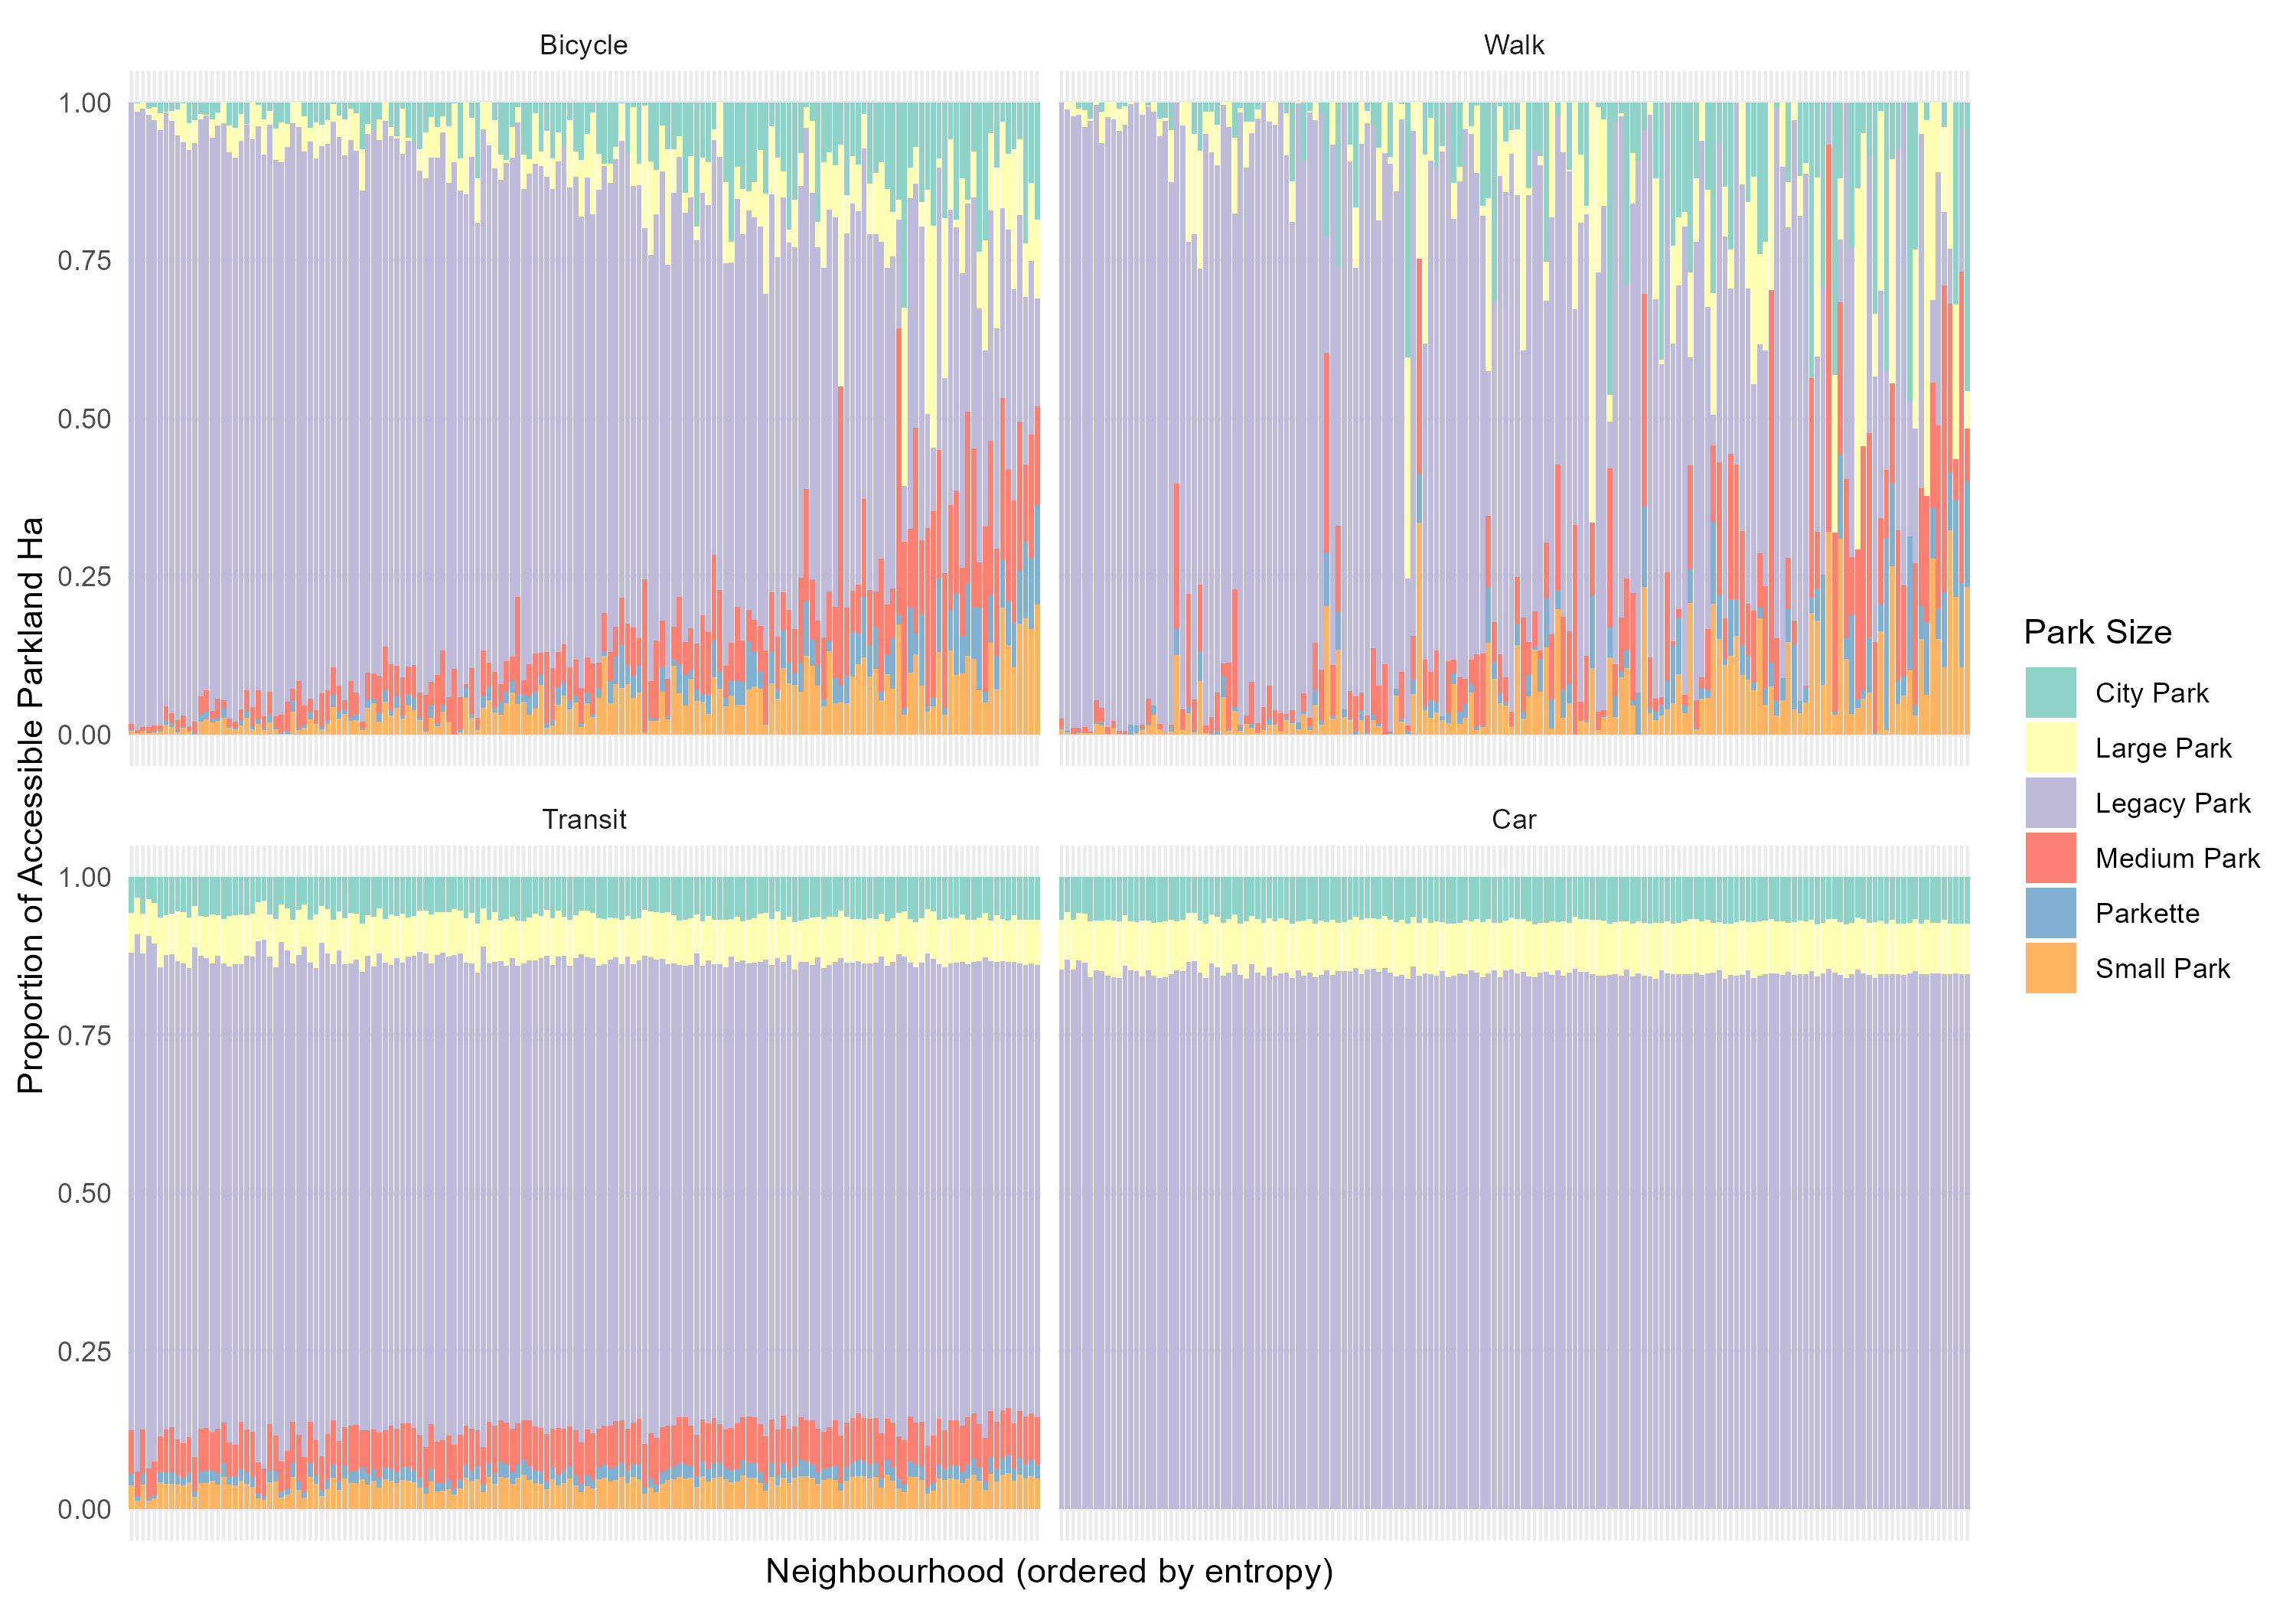 Bicycle
Walk
1.00
0.75
0.50
0.25
0.00
Transit
Car
1.00
0.75
0.50
0.25
0.00
Proportion of Accessible Parkland Ha
Neighbourhood (ordered by entropy)
Park Size
City Park
Large Park
Legacy Park
Medium Park
Parkette
Small Park